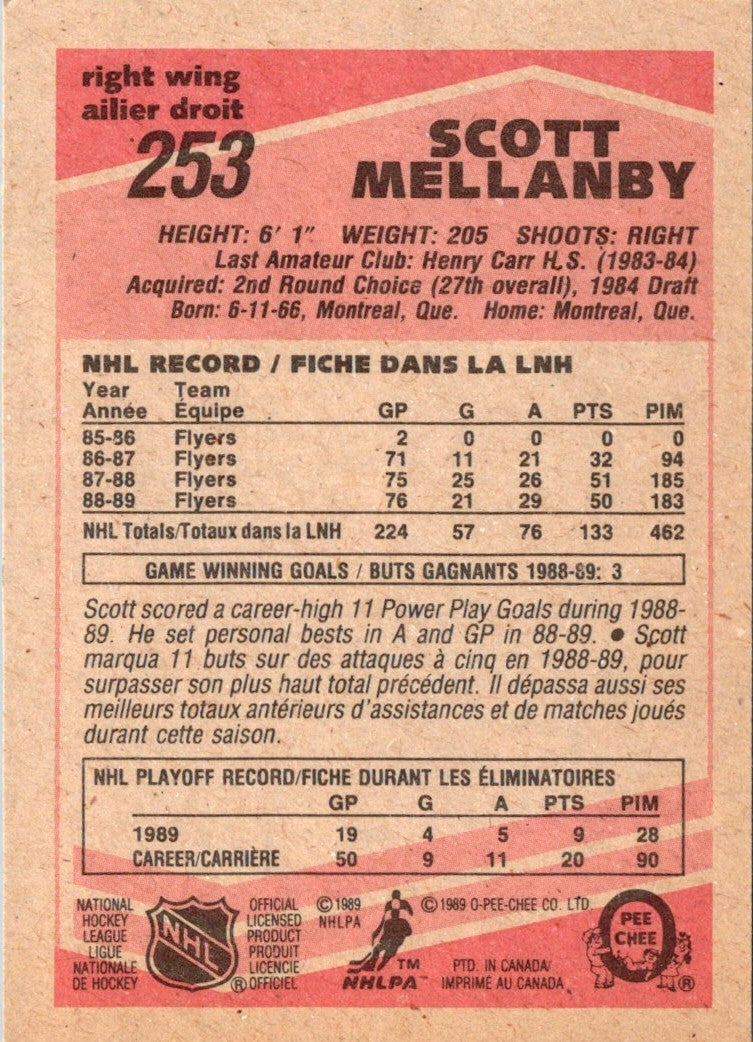 right wing
ailier droit
253
SCOTT
MELLANBY
HEIGHT: 6' 1" WEIGHT: 205 SHOOTS: RIGHT
Last Amateur Club: Henry Carr H.S. (1983-84)
Acquired: 2nd Round Choice (27th overall), 1984 Draft
Born: 6-11-66, Montreal, Que. Home: Montreal, Que.
NHL RECORD / FICHE DANS LA LNH
Year Team
Année Équipe GP G A PTS PIM
85-86 Flyers 2 0 0 0 0
86-87 Flyers 71 11 21 32 94
87-88 Flyers 75 25 26 51 185
88-89 Flyers 76 21 29 50 183
NHL Totals/Totaux dans la LNH 224 57 76 133 462
GAME WINNING GOALS / BUTS GAGNANTS 1988-89: 3
Scott scored a career-high 11 Power Play Goals during 1988-
89. He set personal bests in A and GP in 88-89. ● Scott
marqua 11 buts sur des attaques à cinq en 1988-89, pour
surpasser son plus haut total précédent. Il dépassa aussi ses
meilleurs totaux antérieurs d'assistances et de matches joués
durant cette saison.
NHL PLAYOFF RECORD/FICHE DURANT LES ÉLIMINATOIRES
GP G A PTS PIM
1989 19 4 5 9 28
CAREER/CARRIÈRE 50 9 11 20 90
NATIONAL
HOCKEY
LEAGUE
LIGUE
NATIONALE
DE HOCKEY
NHL
®
OFFICIAL
LICENSED
PRODUCT
PRODUIT
LICENCIE
OFFICIEL
©1989
NHLPA
TM
NHLPA
©1989 O-PEE-CHEE CO. LTD.
PTD. IN CANADA/
IMPRIMÉ AU CANADA
O
PEE
CHEE
®